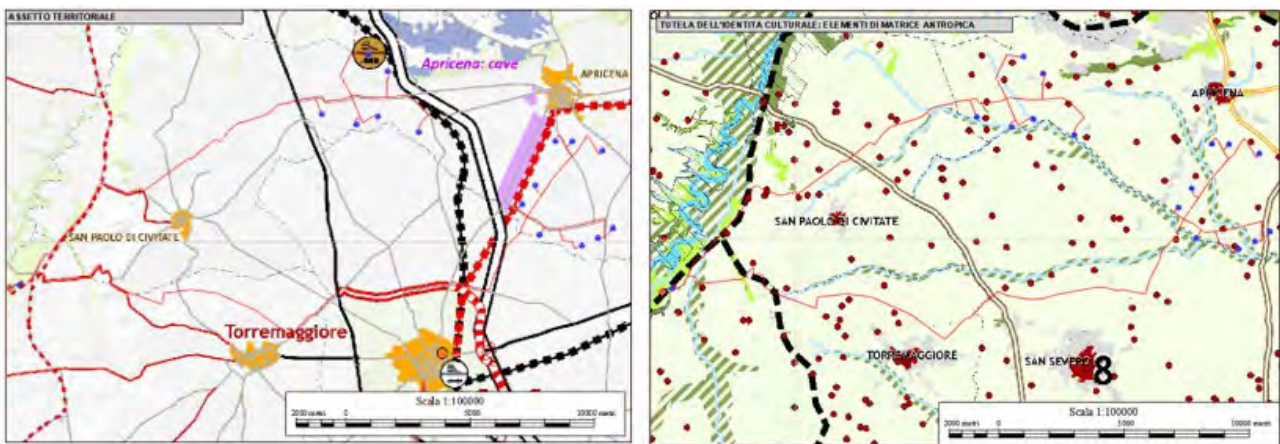 ASSETTO TERRITORIALE
Apricena: cave
APRICENA
SAN PAOLO DI CIVITATE
Torremaggiore
Scala 1:100000
2000 metri 0 5000 10000 metri
TUTELA DELL'IDENTITA CULTURALE: ELEMENTI DI MATRICE ANTROPICA
APRICENA
SAN PAOLO DI CIVITATE
TORREMAGGIORE
SAN SEVERO
8
Scala 1:100000
2000 metri 0 5000 10000 metri